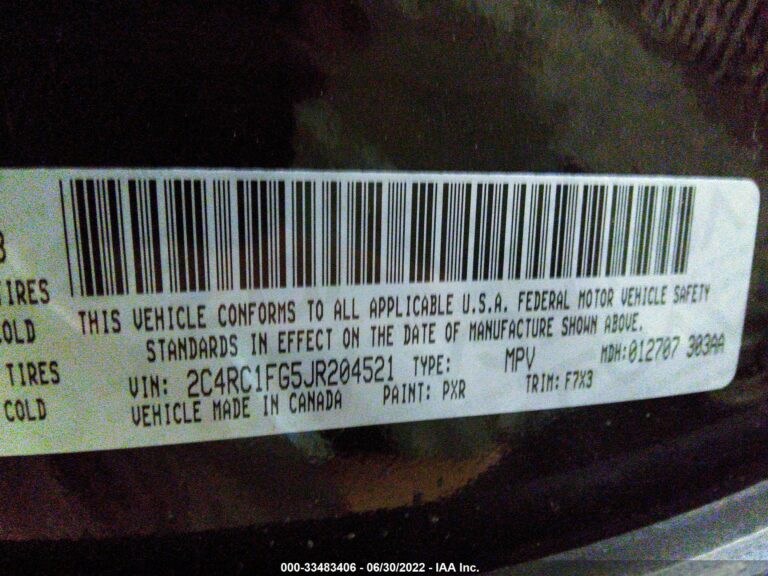 3
TIRES
COLD
THIS VEHICLE CONFORMS TO ALL APPLICABLE U.S.A. FEDERAL MOTOR VEHICLE SAFETY
STANDARDS IN EFFECT ON THE DATE OF MANUFACTURE SHOWN ABOVE.
TIRES
COLD
VIN: 2C4RC1FG5JR204521 TYPE: MPV MDH:012707 303AA
VEHICLE MADE IN CANADA PAINT: PXR TRIM: F7X3
000-33483406 - 06/30/2022 - IAA Inc.